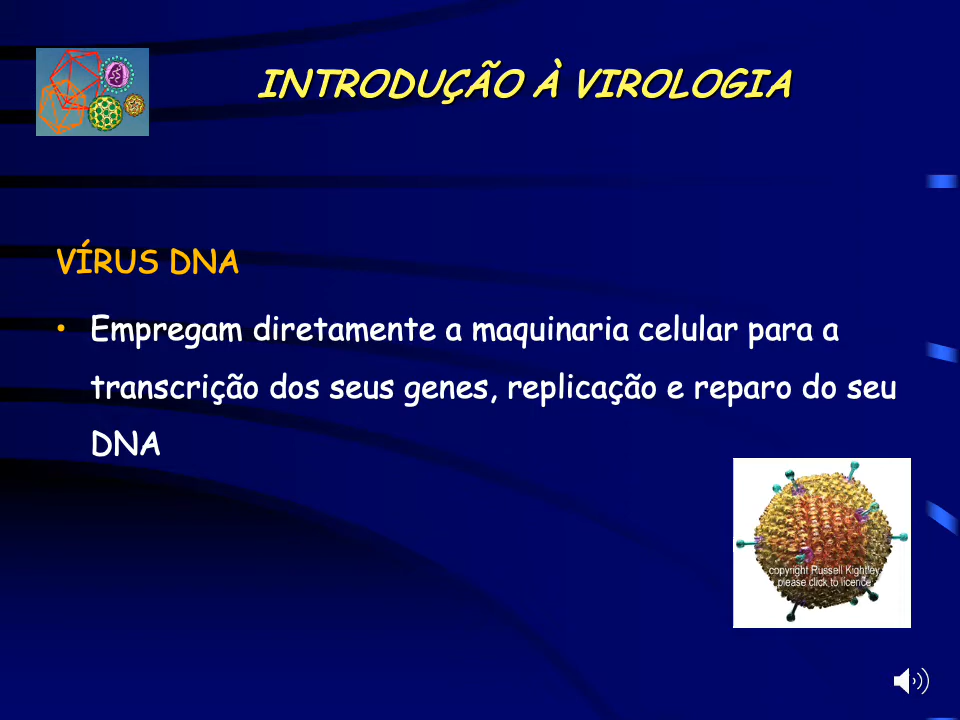 INTRODUÇÃO À VIROLOGIA
VÍRUS DNA
• Empregam diretamente a maquinaria celular para a
transcrição dos seus genes, replicação e reparo do seu
DNA
copyright Russell Kightley
please click to licence